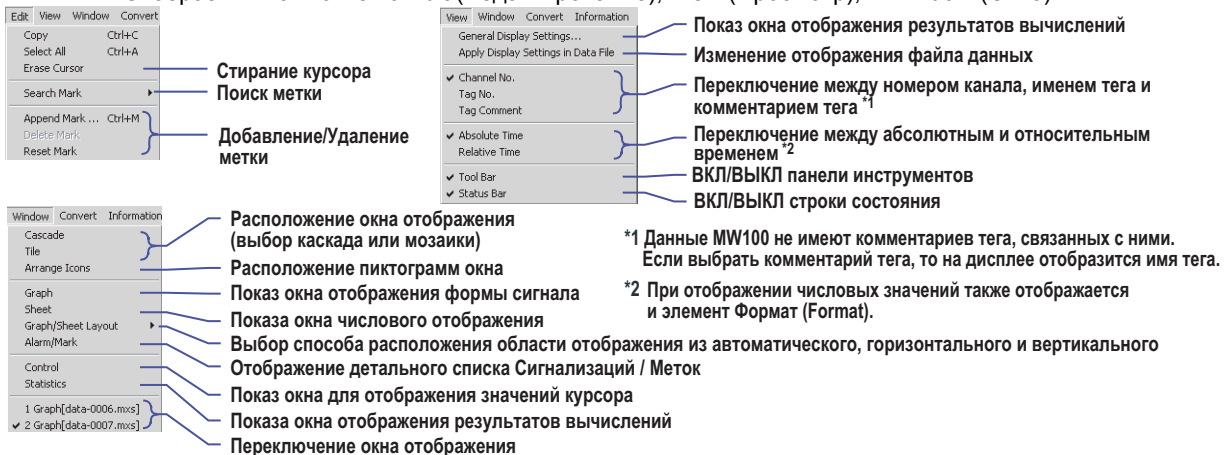 Edit View Window Convert
Copy Ctrl+C
Select All Ctrl+A
Erase Cursor
Search Mark
Append Mark ... Ctrl+M
Delete Mark
Reset Mark
Стирание курсора
Поиск метки
Добавление/Удаление
метки
View Window Convert Information
General Display Settings...
Apply Display Settings in Data File
Channel No.
Tag No.
Tag Comment
Absolute Time
Relative Time
Tool Bar
Status Bar
Показ окна отображения результатов вычислений
Изменение отображения файла данных
Переключение между номером канала, именем тега и
комментарием тега *1
Переключение между абсолютным и относительным
временем *2
ВКЛ/ВЫКЛ панели инструментов
ВКЛ/ВЫКЛ строки состояния
Window Convert Information
Cascade
Tile
Arrange Icons
Graph
Sheet
Graph/Sheet Layout
Alarm/Mark
Control
Statistics
1 Graph[data-0006.mxs]
2 Graph[data-0007.mxs]
Расположение окна отображения
(выбор каскада или мозаики)
Расположение пиктограмм окна
Показ окна отображения формы сигнала
Показа окна числового отображения
Выбор способа расположения области отображения из автоматического, горизонтального и вертикального
Отображение детального списка Сигнализаций / Меток
Показ окна для отображения значений курсора
Показа окна отображения результатов вычислений
Переключение окна отображения
*1 Данные MW100 не имеют комментариев тега, связанных с ними.
Если выбрать комментарий тега, то на дисплее отобразится имя тега.
*2 При отображении числовых значений также отображается
и элемент Формат (Format).